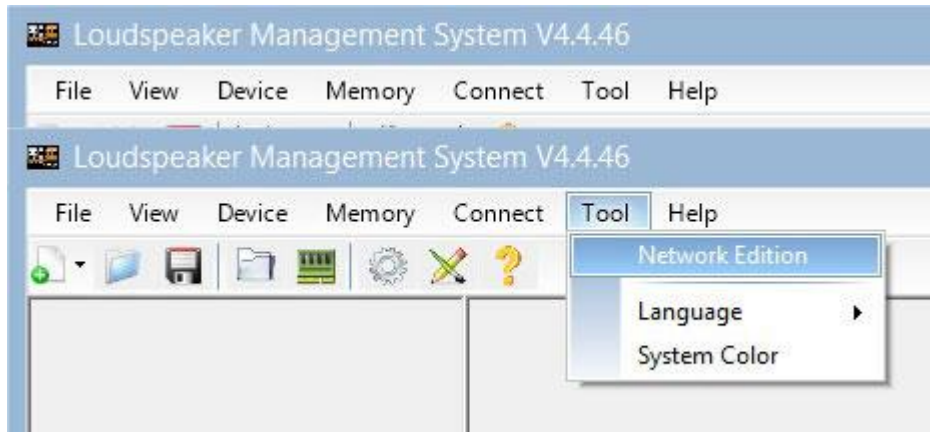 Loudspeaker Management System V4.4.46
File View Device Memory Connect Tool Help
Loudspeaker Management System V4.4.46
File View Device Memory Connect Tool Help
Network Edition
Language
System Color